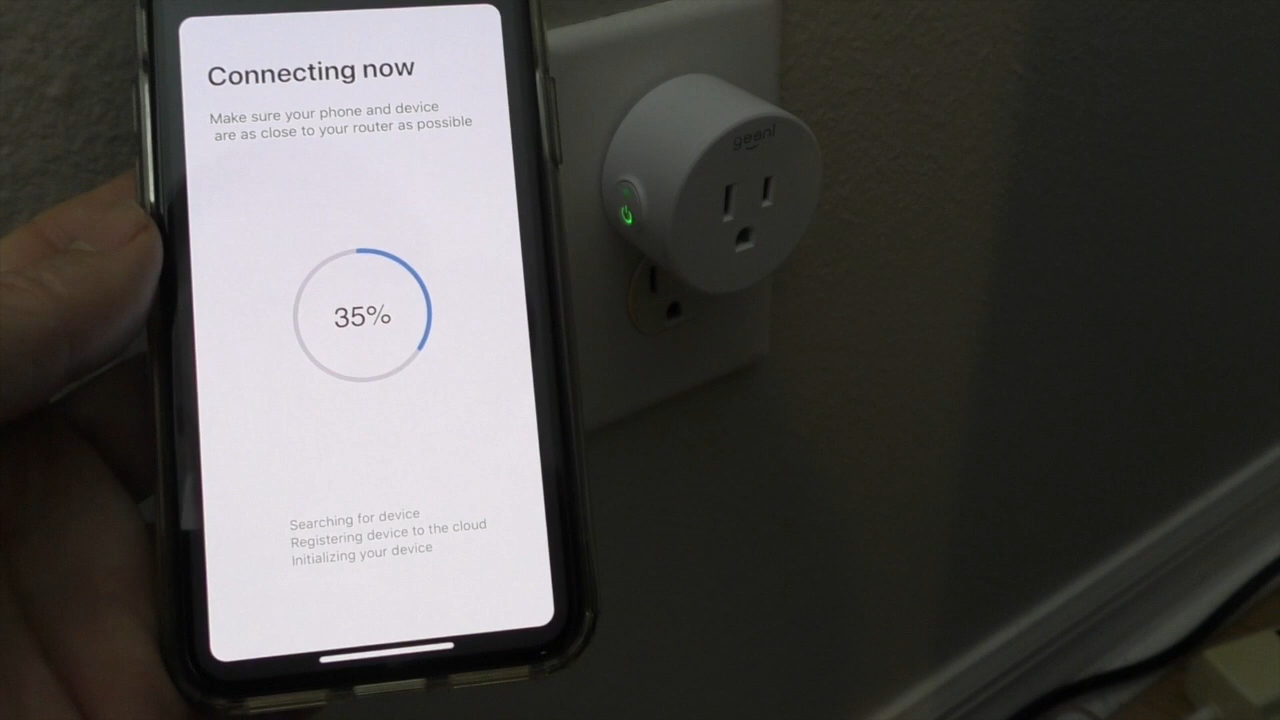 Connecting now
Make sure your phone and device
are as close to your router as possible
35%
Searching for device
Registering device to the cloud
Initializing your device
geeni